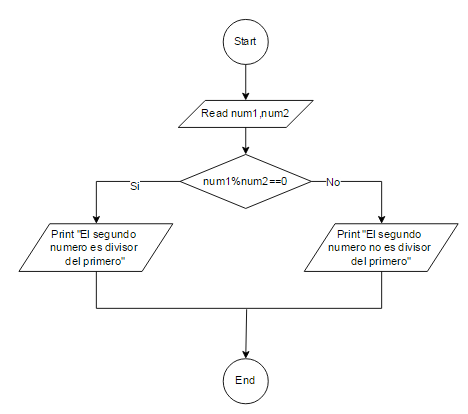 Start
Read num1,num2
num1%num2==0
Si
No
Print "El segundo
numero es divisor
del primero"
Print "El segundo
numero no es divisor
del primero"
End